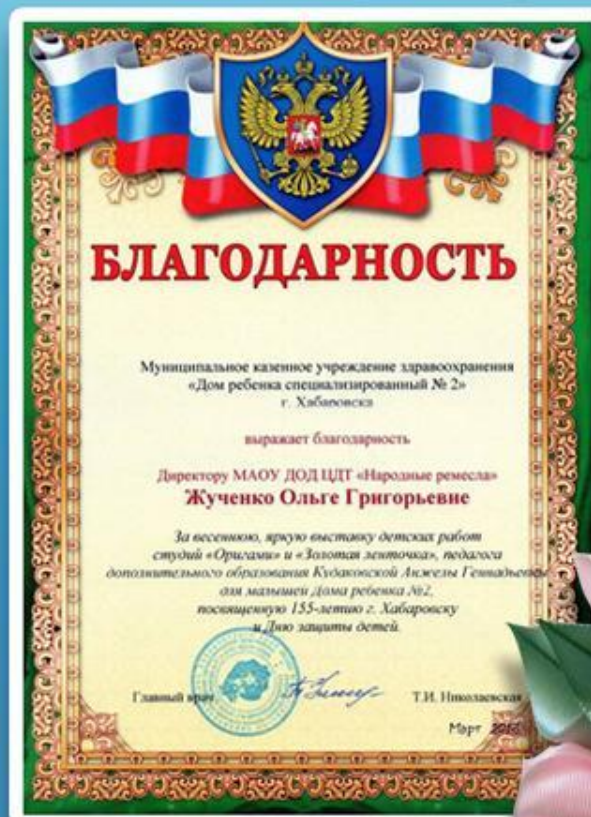 БЛАГОДАРНОСТЬ
Муниципальное казенное учреждение здравоохранения
«Дом ребенка специализированный № 2»
г. Хабаровска
выражает благодарность
Директору МАОУ ДОД ЦДТ «Народные ремесла»
Жученко Ольге Григорьевне
За весеннюю, яркую выставку детских работ
студий «Оригами» и «Золотая ленточка», педагога
дополнительного образования Кудаковской Анжелы Геннадьевны
для малышей Дома ребенка №2,
посвященную 155-летию г. Хабаровску
и Дню защиты детей.
Главный врач
Т.И. Николаевская
Март